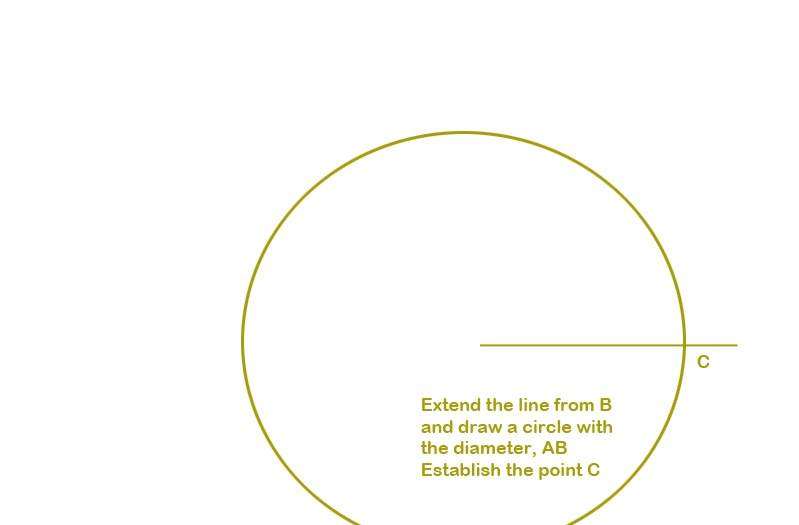 C
Extend the line from B
and draw a circle with
the diameter, AB
Establish the point C